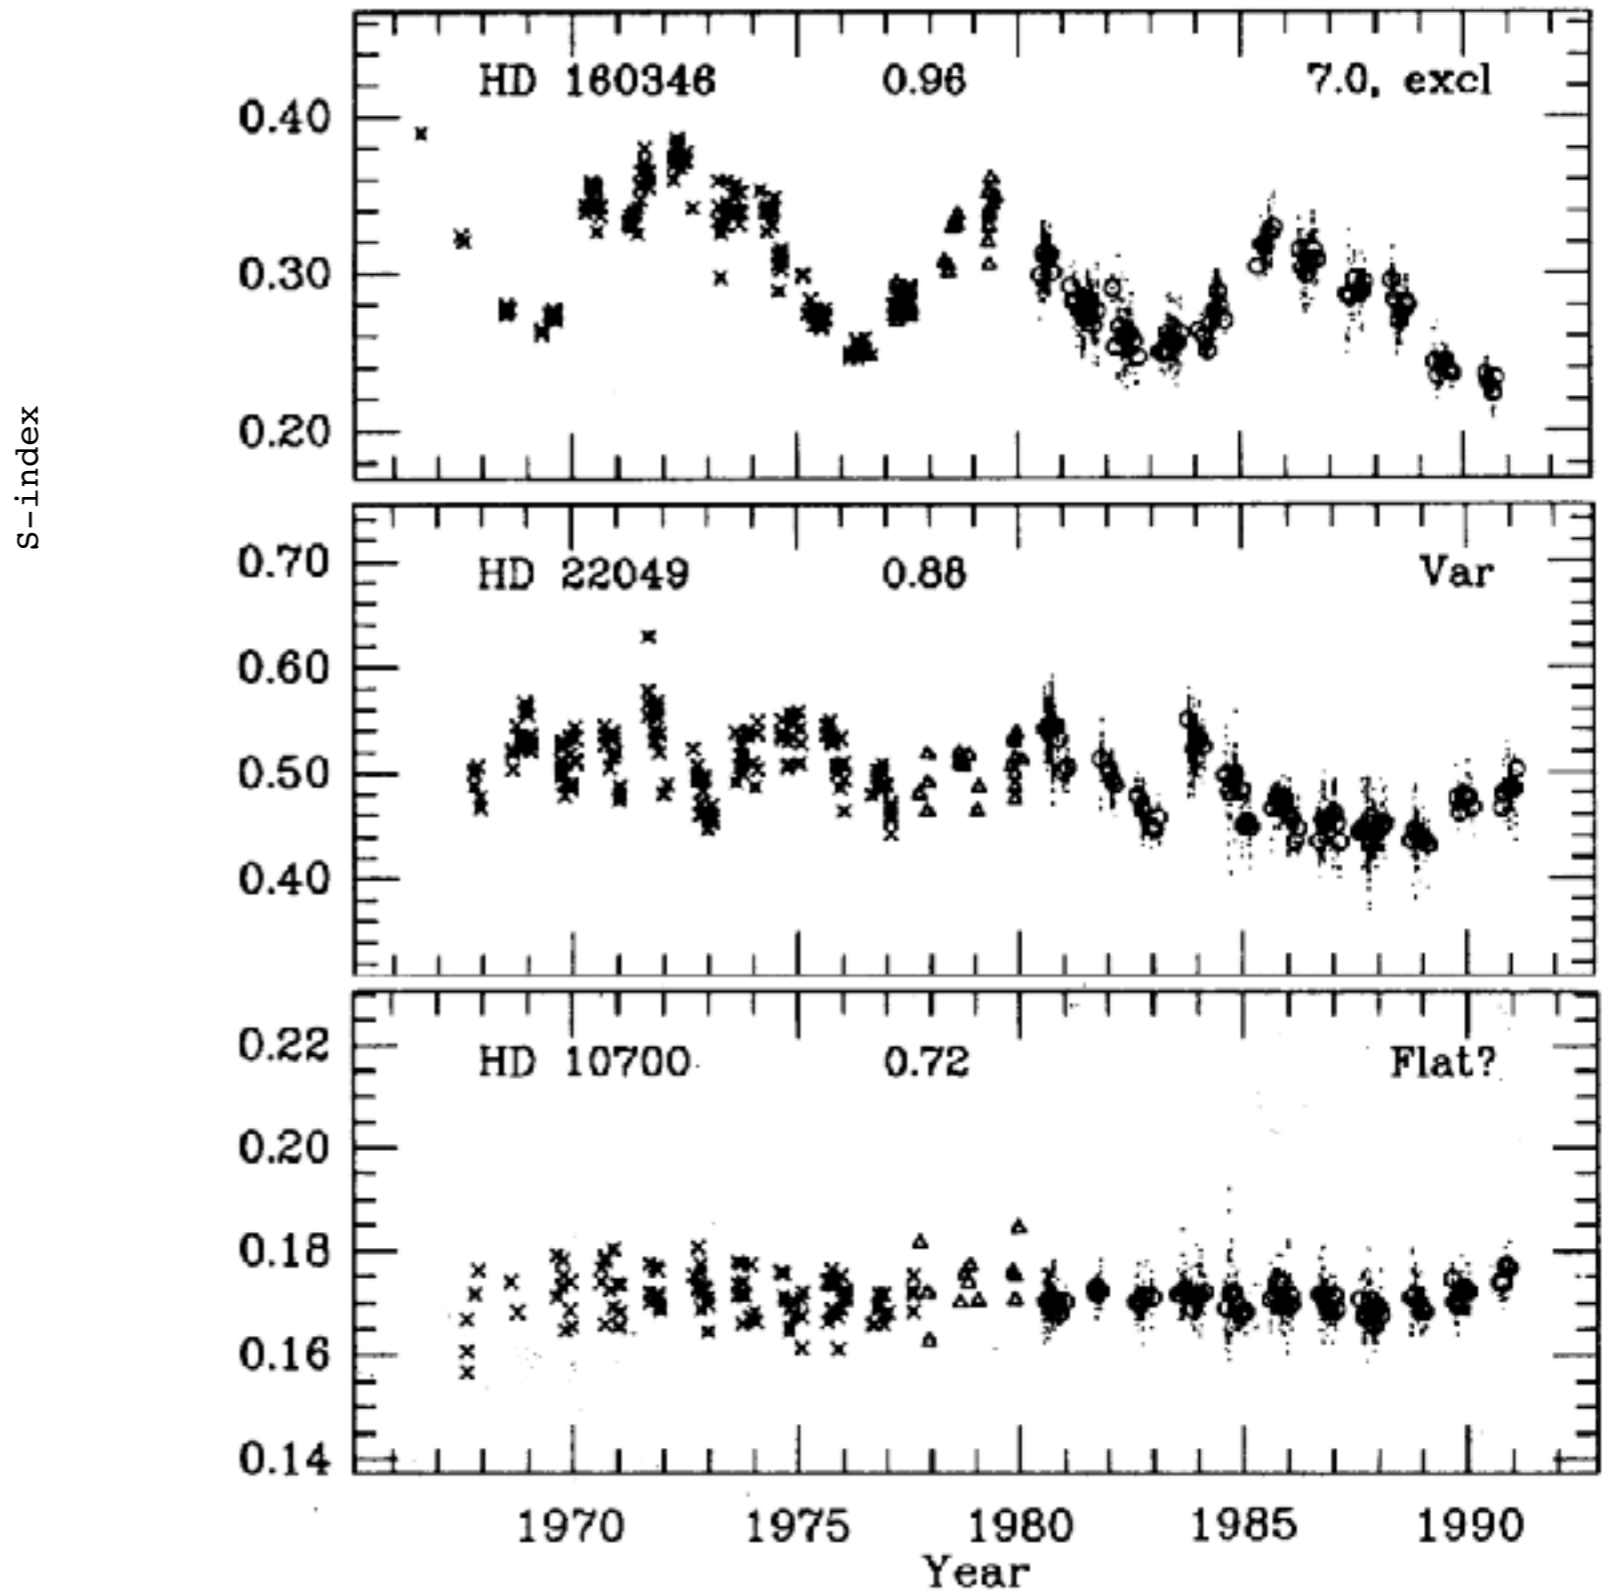 S-index
HD 160346 0.96 7.0, excl
0.40
0.30
0.20
HD 22049 0.88 Var
0.70
0.60
0.50
0.40
HD 10700 0.72 Flat?
0.22
0.20
0.18
0.16
0.14
1970 1975 1980 1985 1990
Year